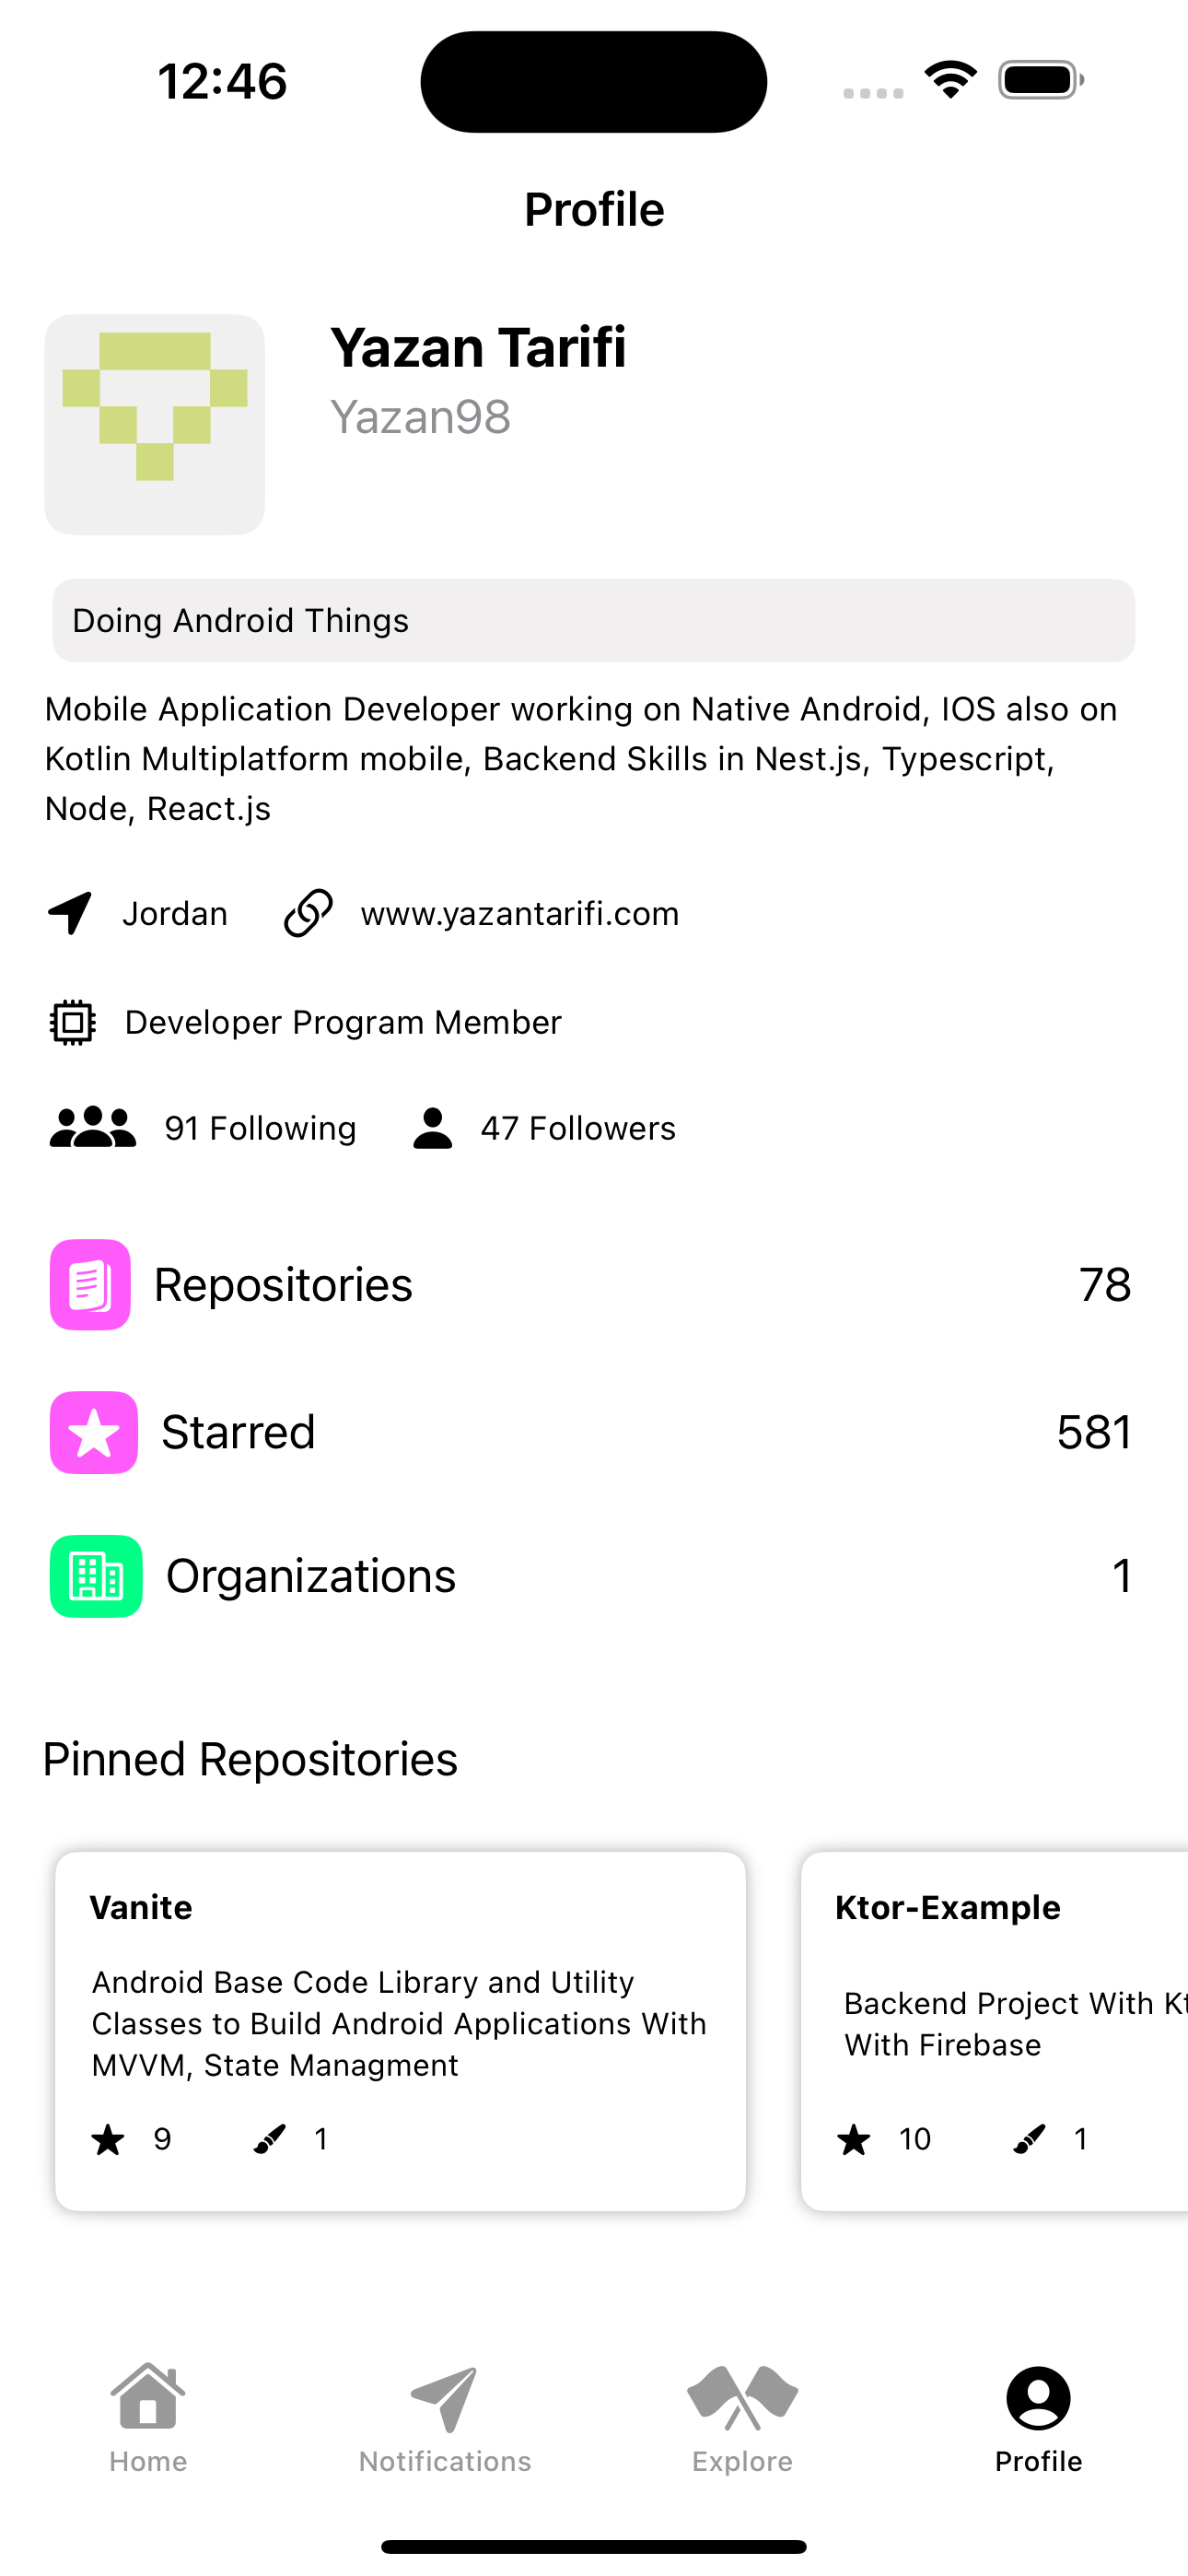 12:46
Profile
Yazan Tarifi
Yazan98
Doing Android Things
Mobile Application Developer working on Native Android, IOS also on
Kotlin Multiplatform mobile, Backend Skills in Nest.js, Typescript,
Node, React.js
Jordan www.yazantarifi.com
Developer Program Member
91 Following 47 Followers
Repositories 78
Starred 581
Organizations 1
Pinned Repositories
Vanite
Android Base Code Library and Utility
Classes to Build Android Applications With
MVVM, State Managment
9 1
Ktor-Example
Backend Project With
With Firebase
10 1
Home Notifications Explore Profile